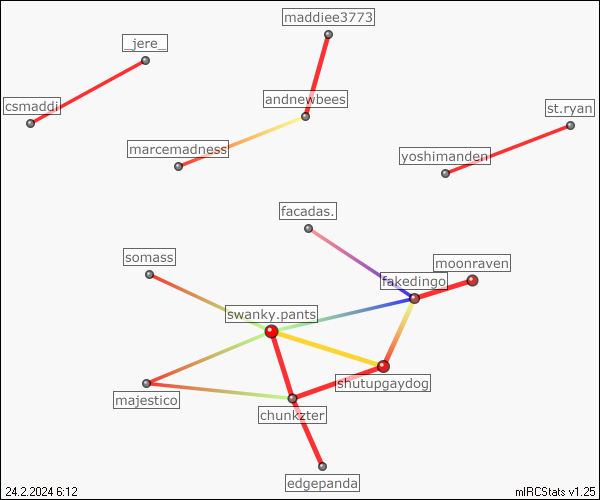 maddiee3773
_jere_
andnewbees
csmaddi
st.ryan
marcemadness
yoshimanden
facadas.
somass
moonraven
fakedingo
swanky.pants
shutupgaydog
majestico
chunkzter
edgepanda
24.2.2024 6:12
mIRCStats v1.25